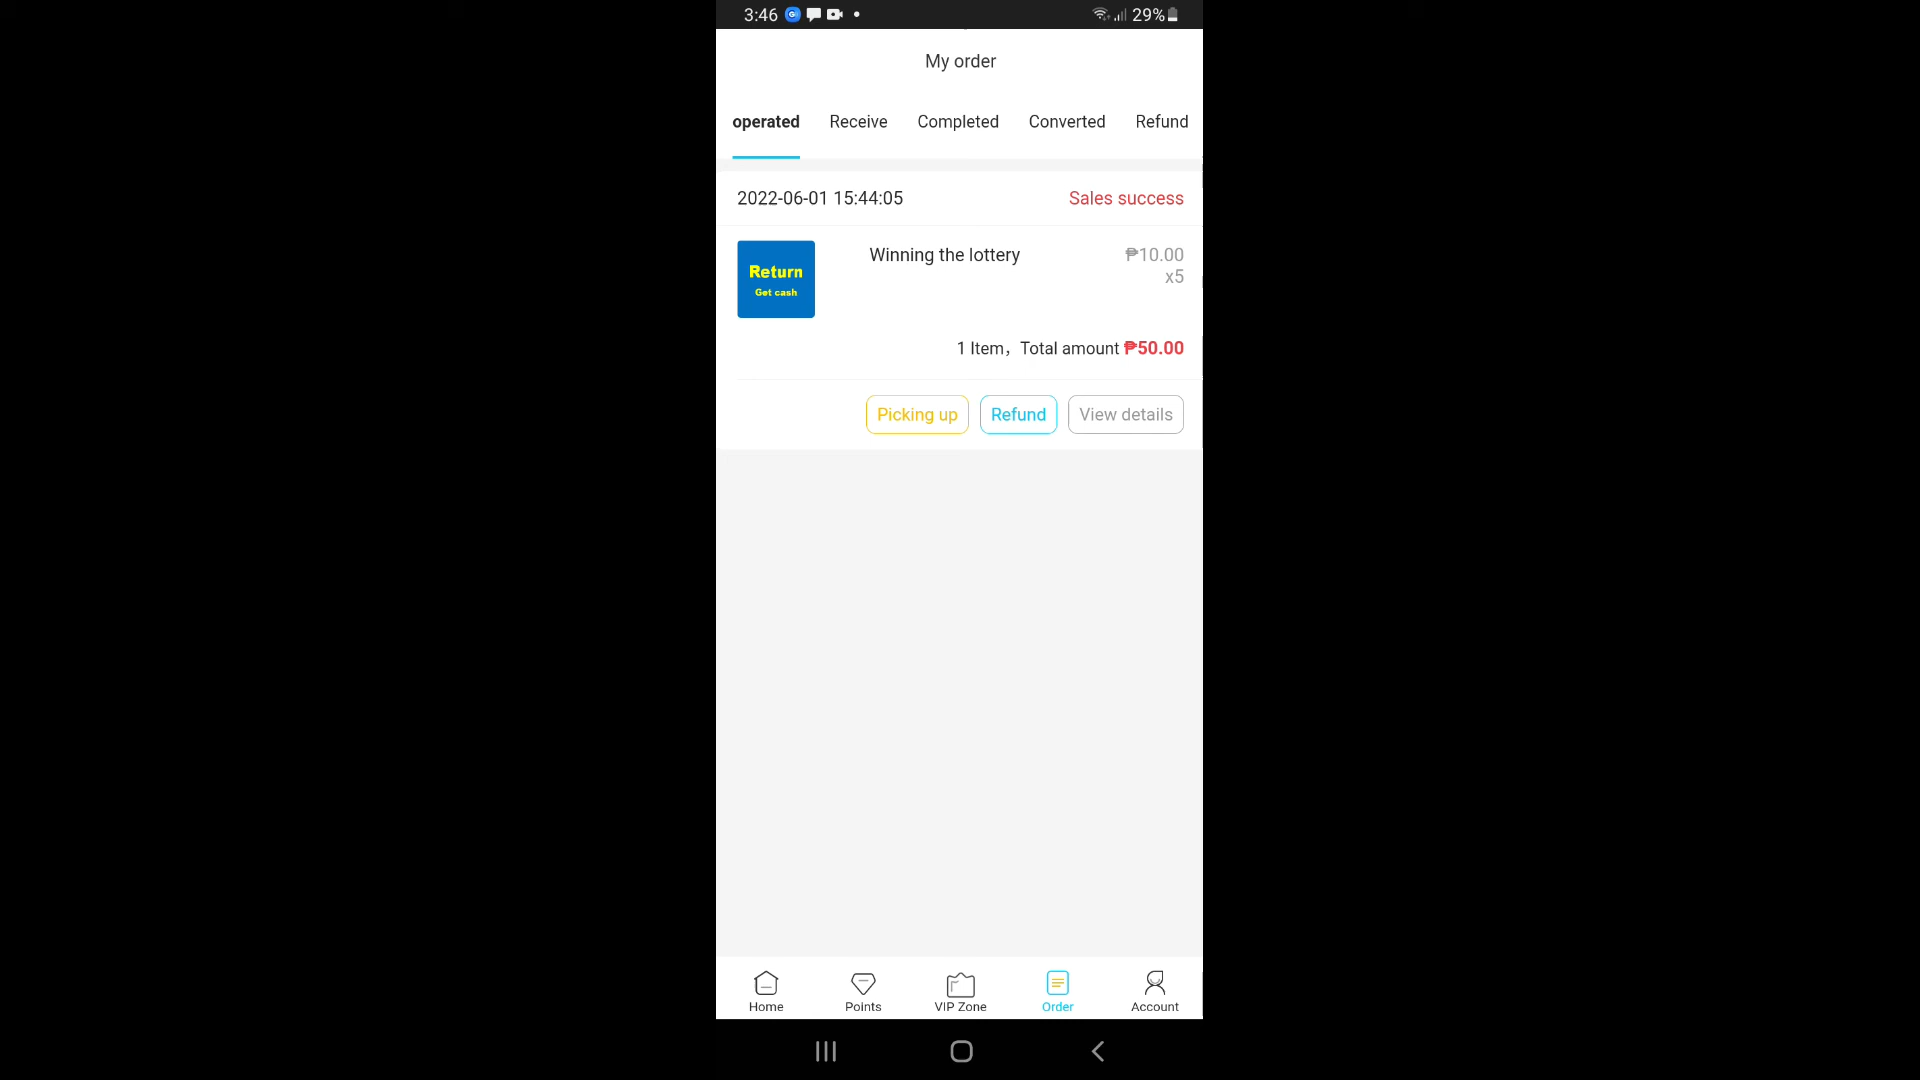 3:46 29%
My order
operated Receive Completed Converted Refund
2022-06-01 15:44:05 Sales success
Return
Get cash
Winning the lottery ₱10.00
x5
1 Item，Total amount ₱50.00
Picking up Refund View details
Home Points VIP Zone Order Account